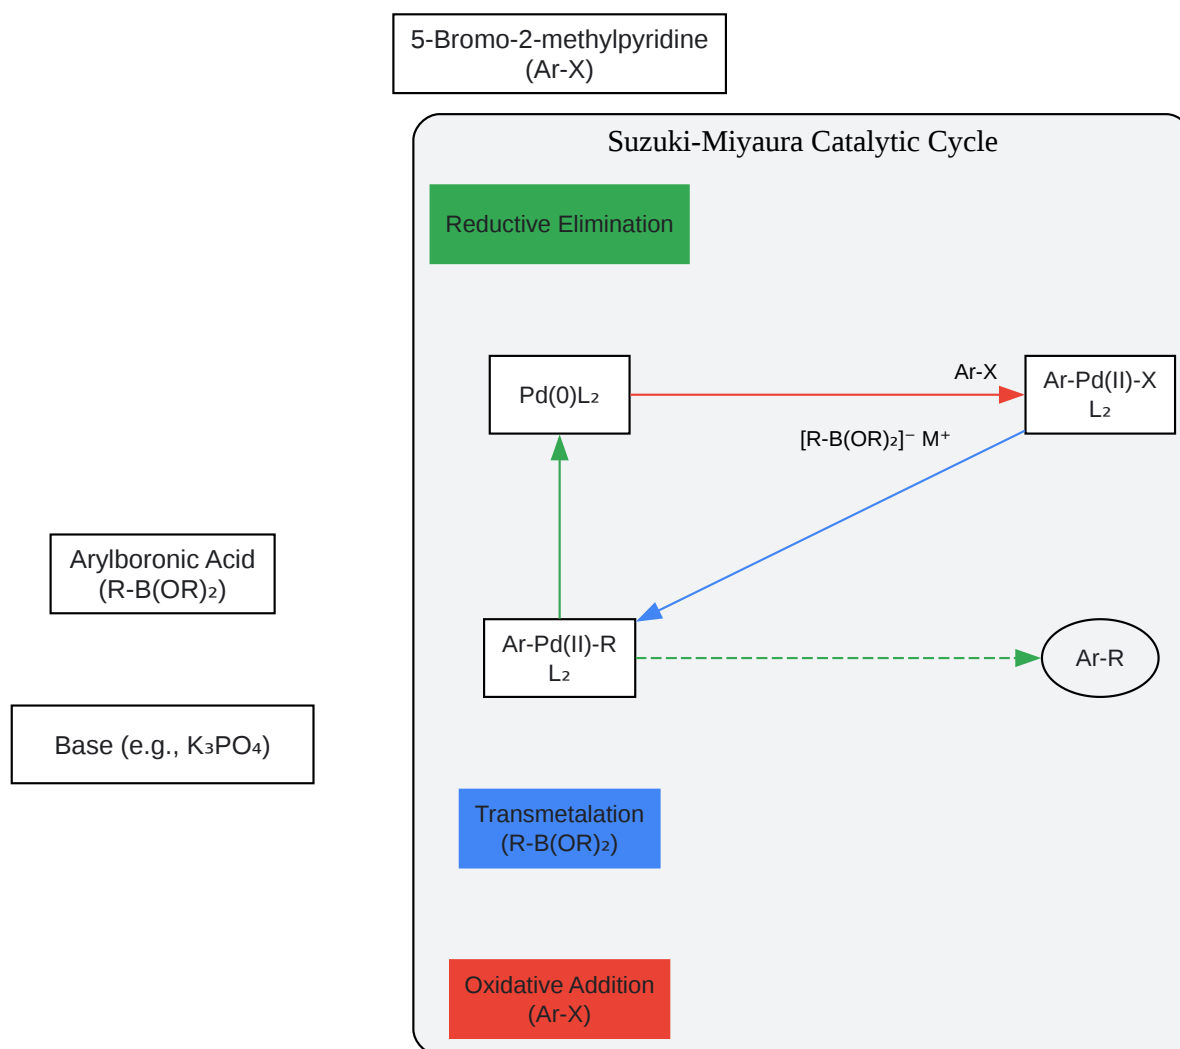 5-Bromo-2-methylpyridine
(Ar-X)
Suzuki-Miyaura Catalytic Cycle
Reductive Elimination
Pd(0)L₂
Ar-X
Ar-Pd(II)-X
L₂
[R-B(OR)₂]⁻ M⁺
Arylboronic Acid
(R-B(OR)₂)
Ar-Pd(II)-R
L₂
Ar-R
Base (e.g., K₃PO₄)
Transmetalation
(R-B(OR)₂)
Oxidative Addition
(Ar-X)